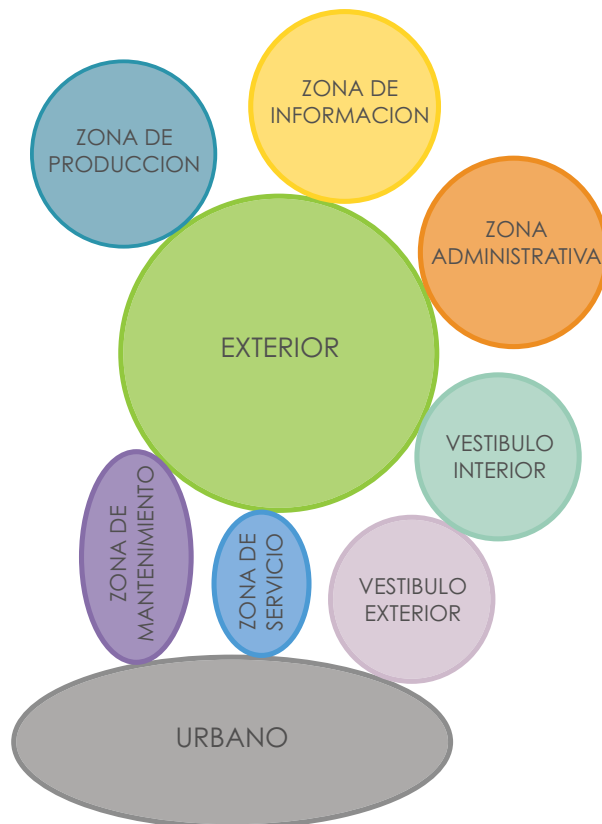 ZONA DE
INFORMACION
ZONA DE
PRODUCCION
ZONA
ADMINISTRATIVA
EXTERIOR
VESTIBULO
INTERIOR
ZONA DE
MANTENIMIENTO
ZONA DE
SERVICIO
VESTIBULO
EXTERIOR
URBANO